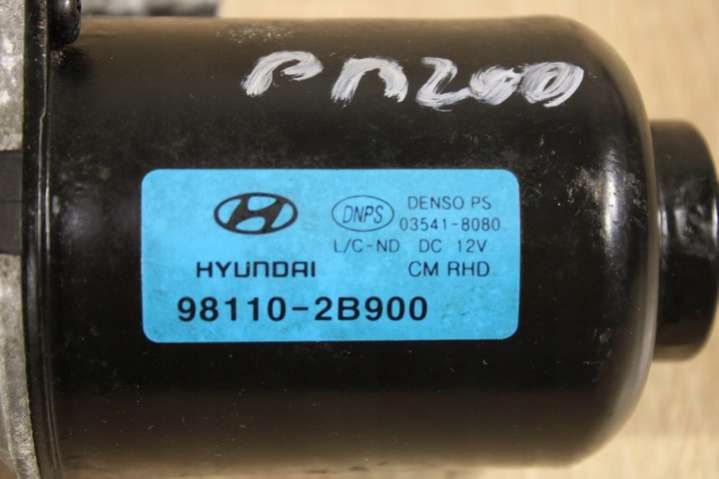 DNPS
DENSO PS
03541-8080
L/C-ND DC 12V
HYUNDAI
CM RHD
98110-2B900